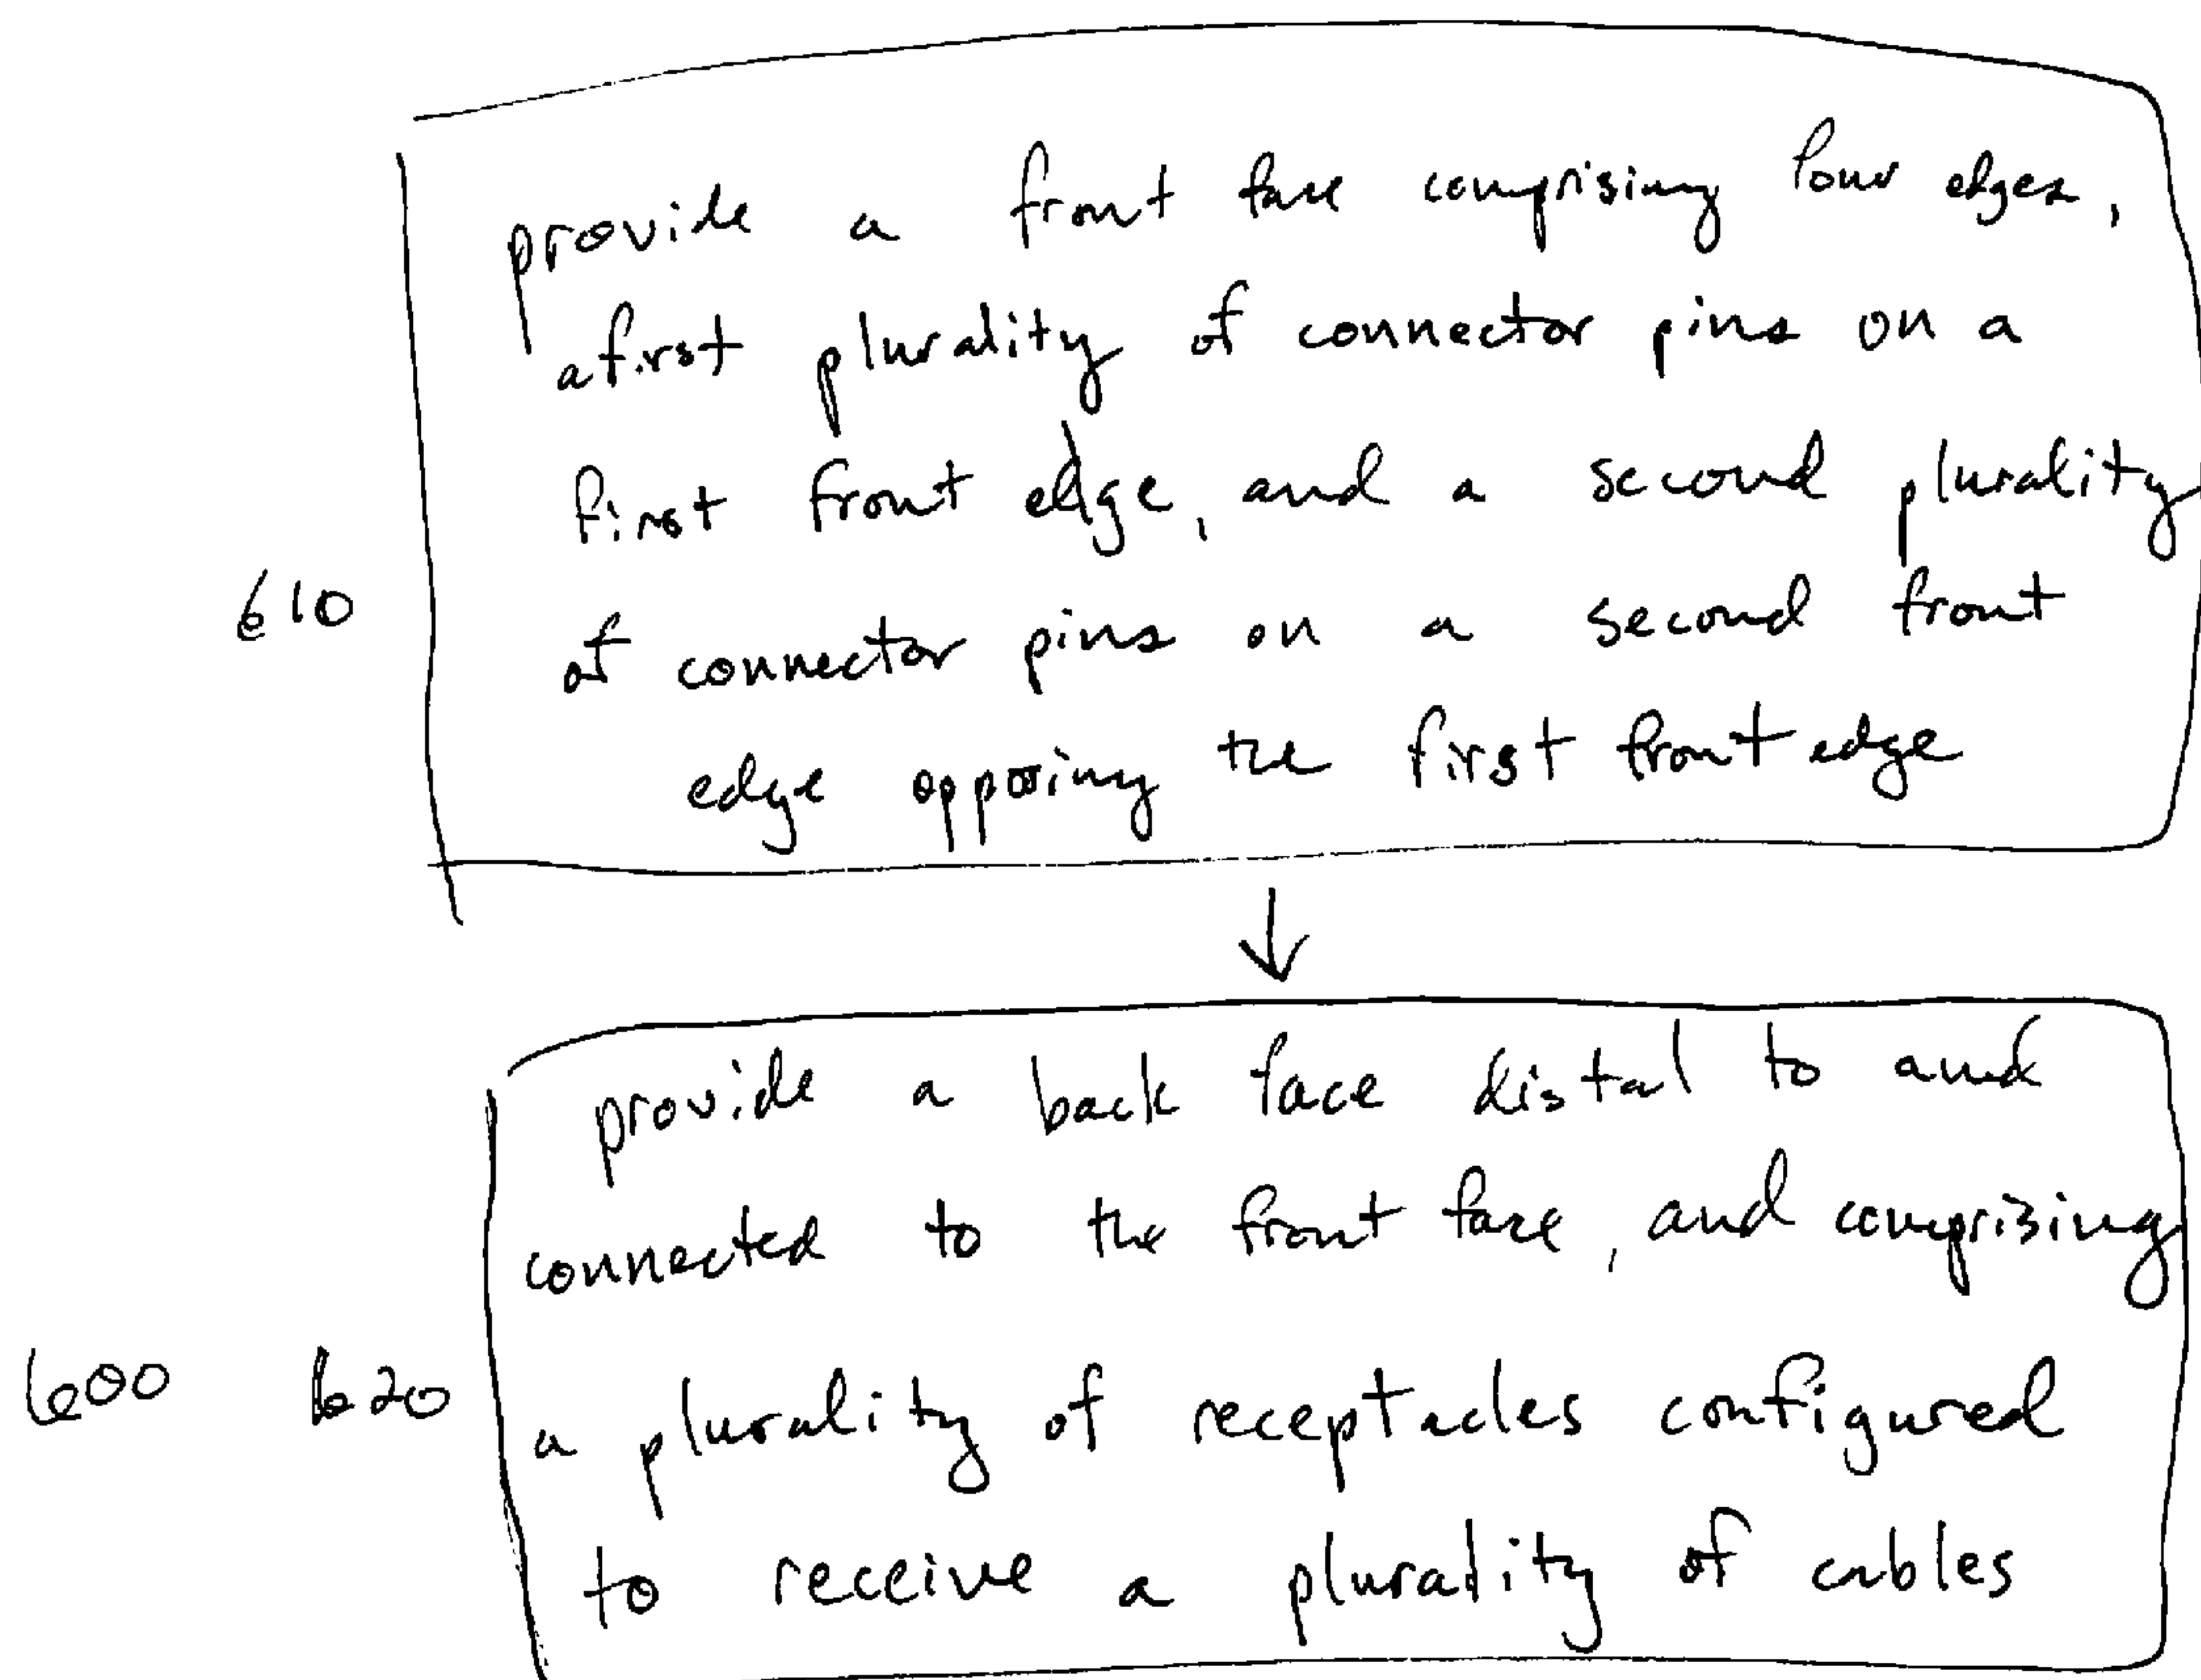 provide a front face comprising four edges,
a first plurality of connector pins on a
first front edge, and a second plurality
610
of connector pins on a second front
edge opposing the first front edge
provide a back face distal to and
connected to the front face, and comprising
600 620
a plurality of receptacles configured
to receive a plurality of cables